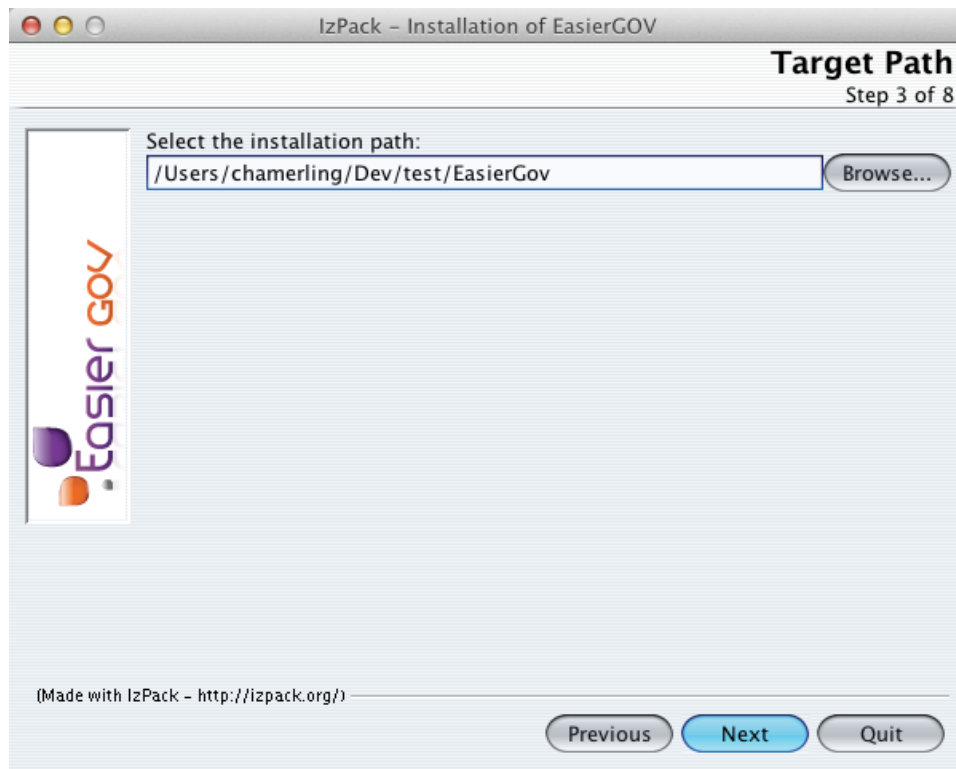 IzPack – Installation of EasierGOV
Target Path
Step 3 of 8
Select the installation path:
/Users/chamerling/Dev/test/EasierGov
Browse...
Easier GOV
(Made with IzPack – http://izpack.org/)
Previous
Next
Quit